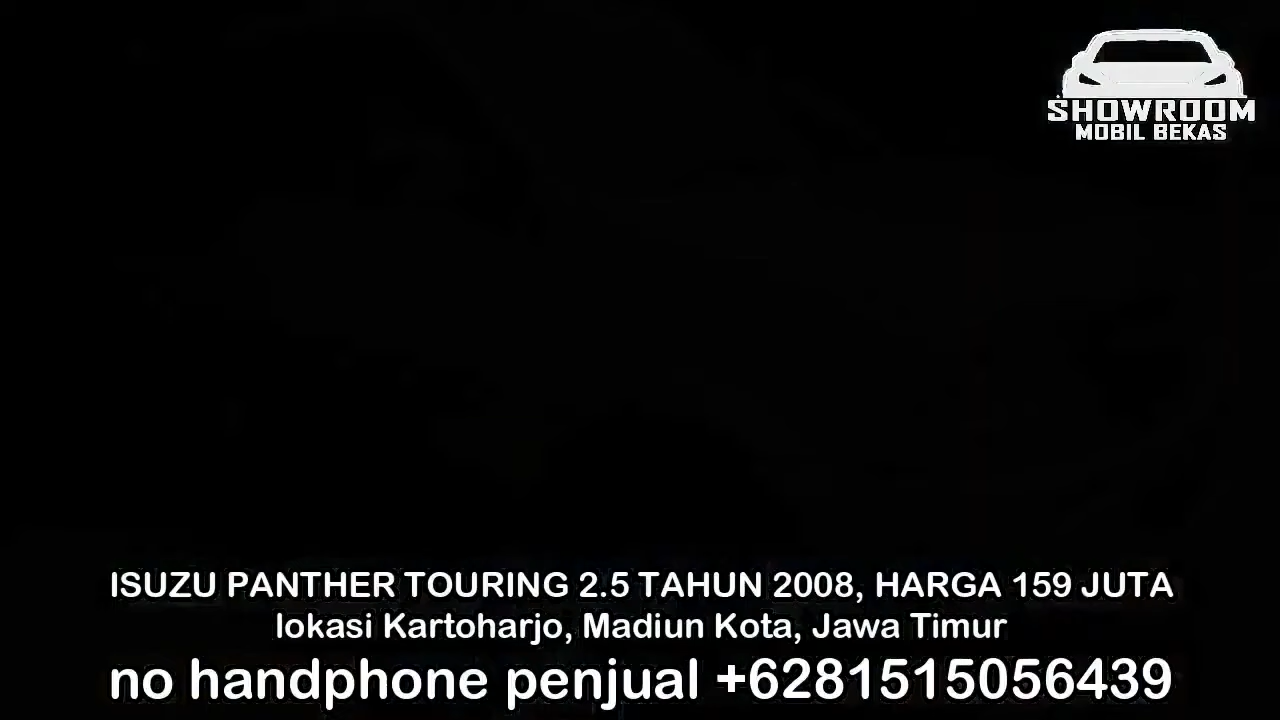 SHOWROOM
MOBIL BEKAS
ISUZU PANTHER TOURING 2.5 TAHUN 2008, HARGA 159 JUTA
lokasi Kartoharjo, Madiun Kota, Jawa Timur
no handphone penjual +6281515056439